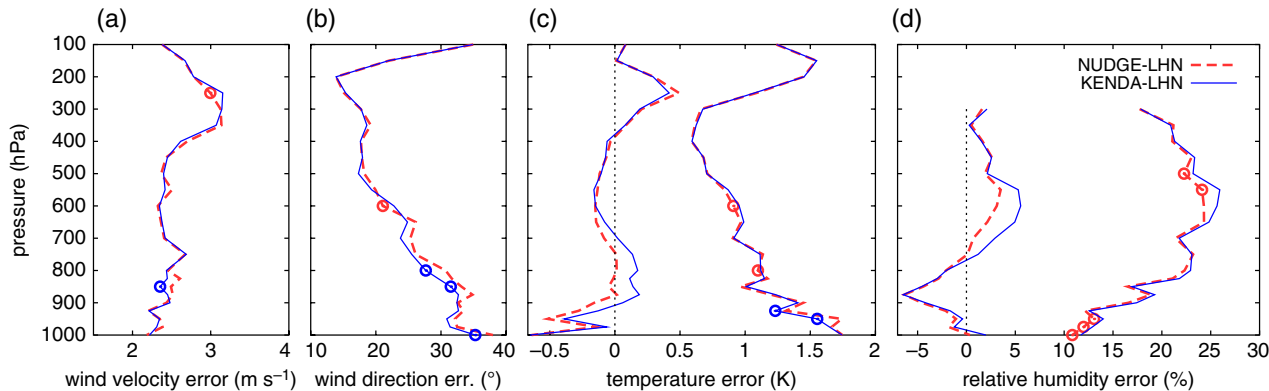 (a) (b) (c) (d)
pressure (hPa)
100
200
300
400
500
600
700
800
900
1000
2 3 4
wind velocity error (m s⁻¹)
10 20 30 40
wind direction err. (°)
−0.5 0 0.5 1 1.5 2
temperature error (K)
NUDGE-LHN
KENDA-LHN
pressure (hPa)
−5 0 5 10 15 20 25 30
relative humidity error (%)